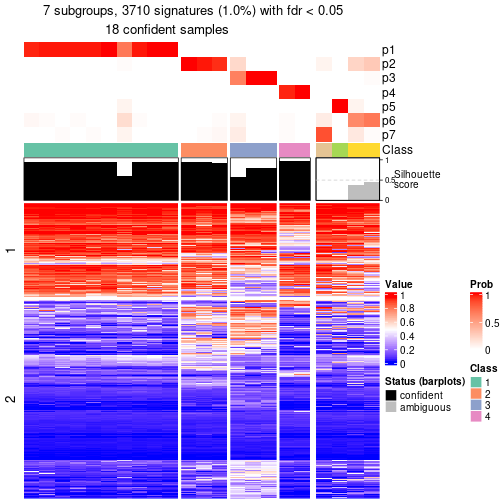 7 subgroups, 3710 signatures (1.0%) with fdr < 0.05
18 confident samples
p1
p2
p3
p4
p5
p6
p7
Class
1
0.5
0
Silhouette
score
1
2
Value
1
0.8
0.6
0.4
0.2
0
Prob
1
0.5
0
Status (barplots)
confident
ambiguous
Class
1
2
3
4